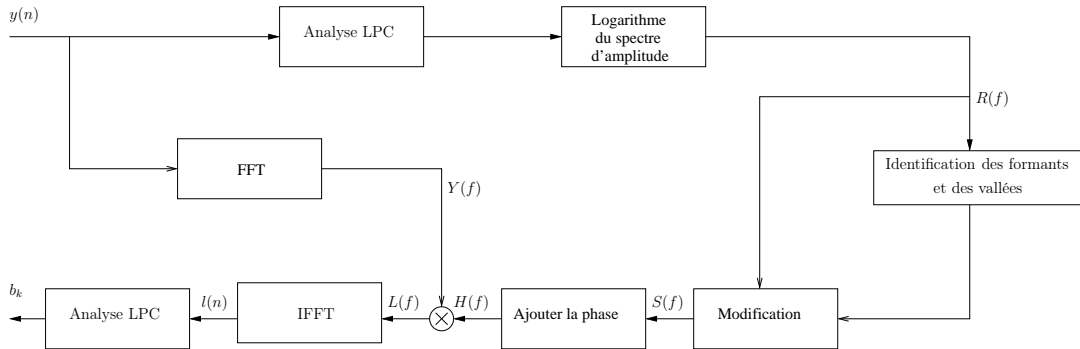 y(n)
Analyse LPC
Logarithme
du spectre
d'amplitude
R(f)
FFT
Y(f)
Identification des formants
et des vallées
b_k
Analyse LPC
l(n)
IFFT
L(f)
H(f)
Ajouter la phase
S(f)
Modification